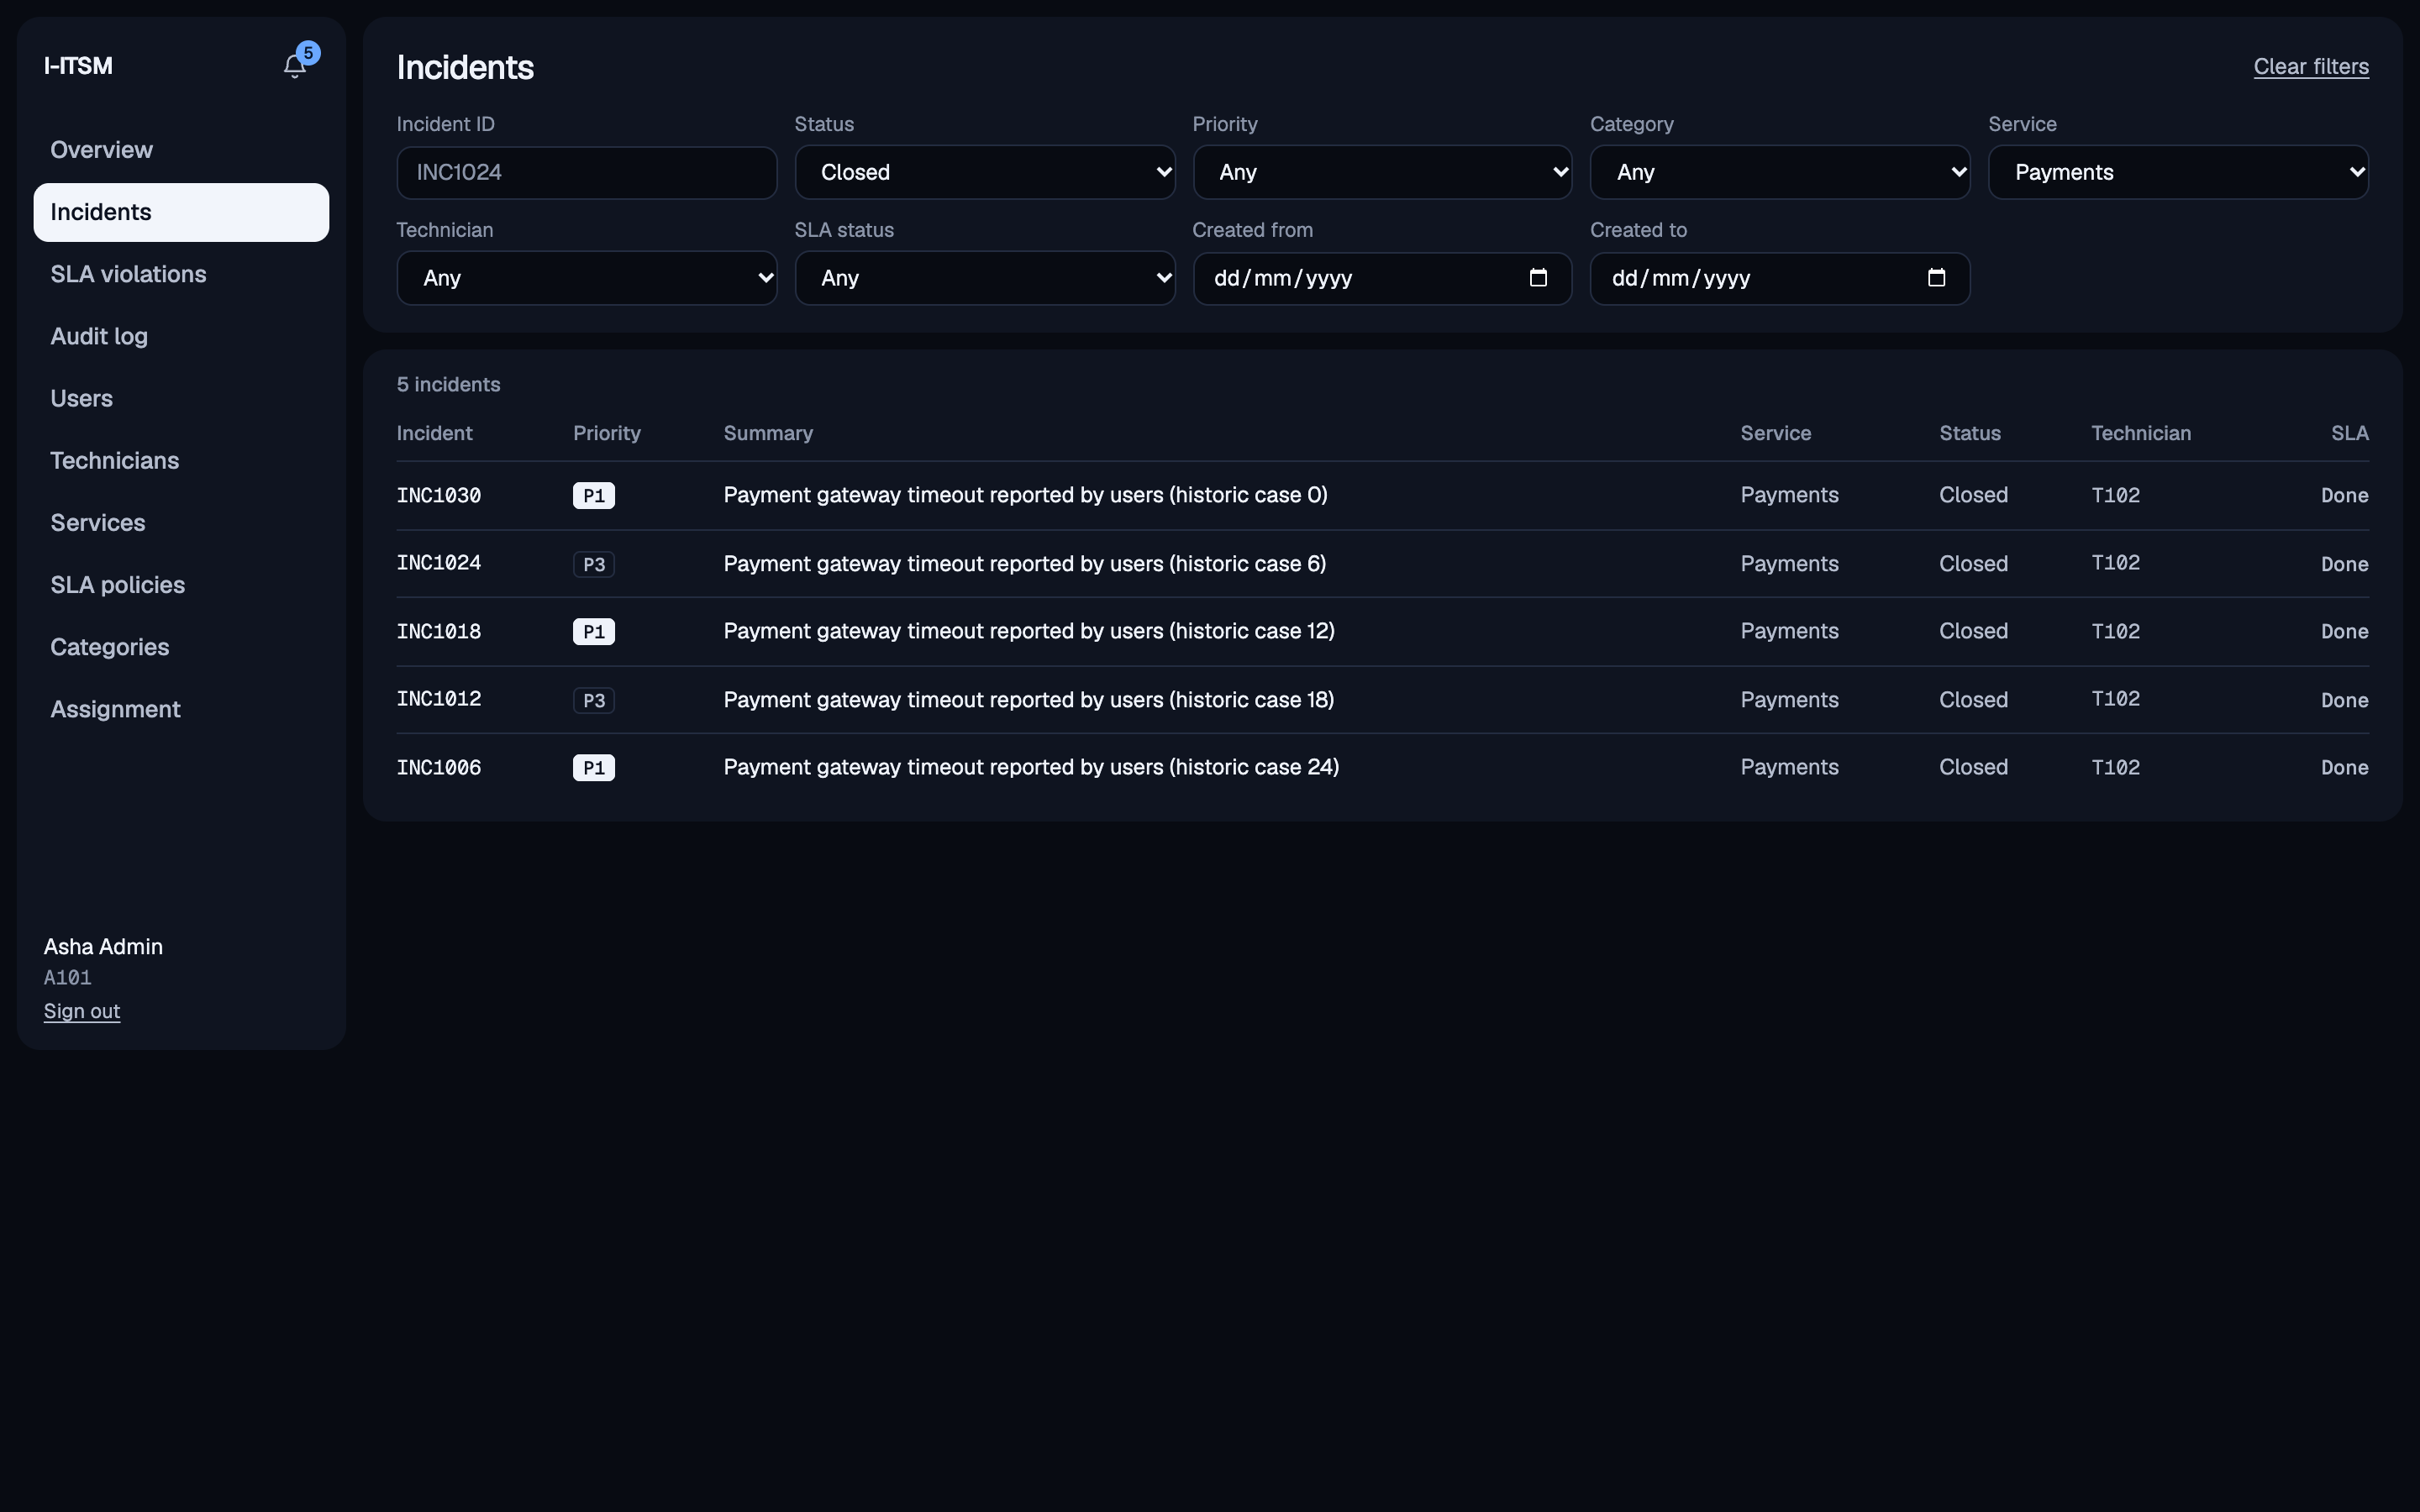 I-ITSM
5
Overview
Incidents
SLA violations
Audit log
Users
Technicians
Services
SLA policies
Categories
Assignment
Asha Admin
A101
Sign out
Incidents
Clear filters
Incident ID Status Priority Category Service
INC1024 Closed Any Any Payments
Technician SLA status Created from Created to
Any Any dd/mm/yyyy dd/mm/yyyy
5 incidents
Incident Priority Summary Service Status Technician SLA
INC1030 P1 Payment gateway timeout reported by users (historic case 0) Payments Closed T102 Done
INC1024 P3 Payment gateway timeout reported by users (historic case 6) Payments Closed T102 Done
INC1018 P1 Payment gateway timeout reported by users (historic case 12) Payments Closed T102 Done
INC1012 P3 Payment gateway timeout reported by users (historic case 18) Payments Closed T102 Done
INC1006 P1 Payment gateway timeout reported by users (historic case 24) Payments Closed T102 Done